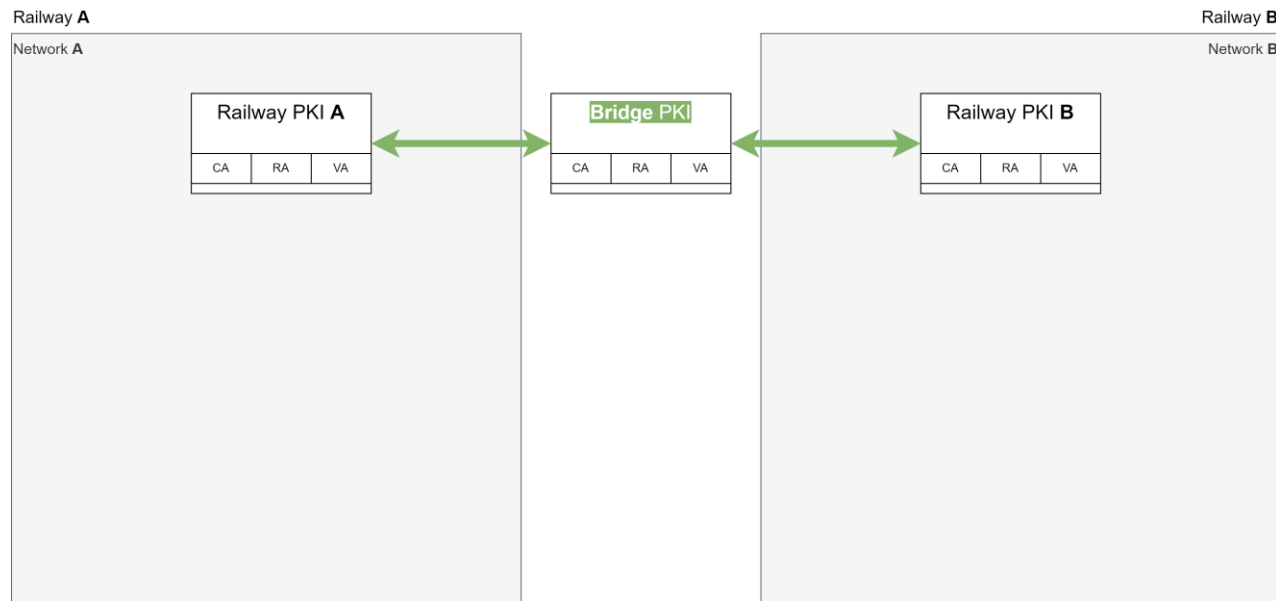 Railway A
Railway B
Network A
Network B
Railway PKI A
Bridge PKI
Railway PKI B
CA RA VA
CA RA VA
CA RA VA